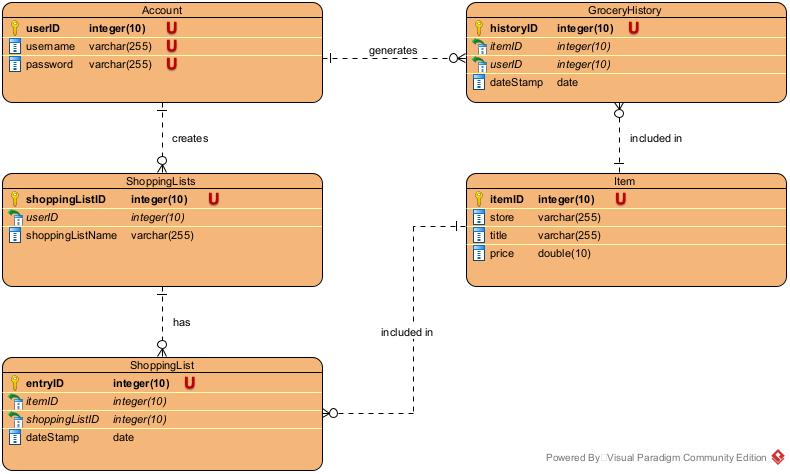 Account
userID integer(10) U
username varchar(255) U
password varchar(255) U
generates
GroceryHistory
historyID integer(10) U
itemID integer(10)
userID integer(10)
dateStamp date
creates
included in
ShoppingLists
shoppingListID integer(10) U
userID integer(10)
shoppingListName varchar(255)
Item
itemID integer(10) U
store varchar(255)
title varchar(255)
price double(10)
has
included in
ShoppingList
entryID integer(10) U
itemID integer(10)
shoppingListID integer(10)
dateStamp date
Powered By Visual Paradigm Community Edition